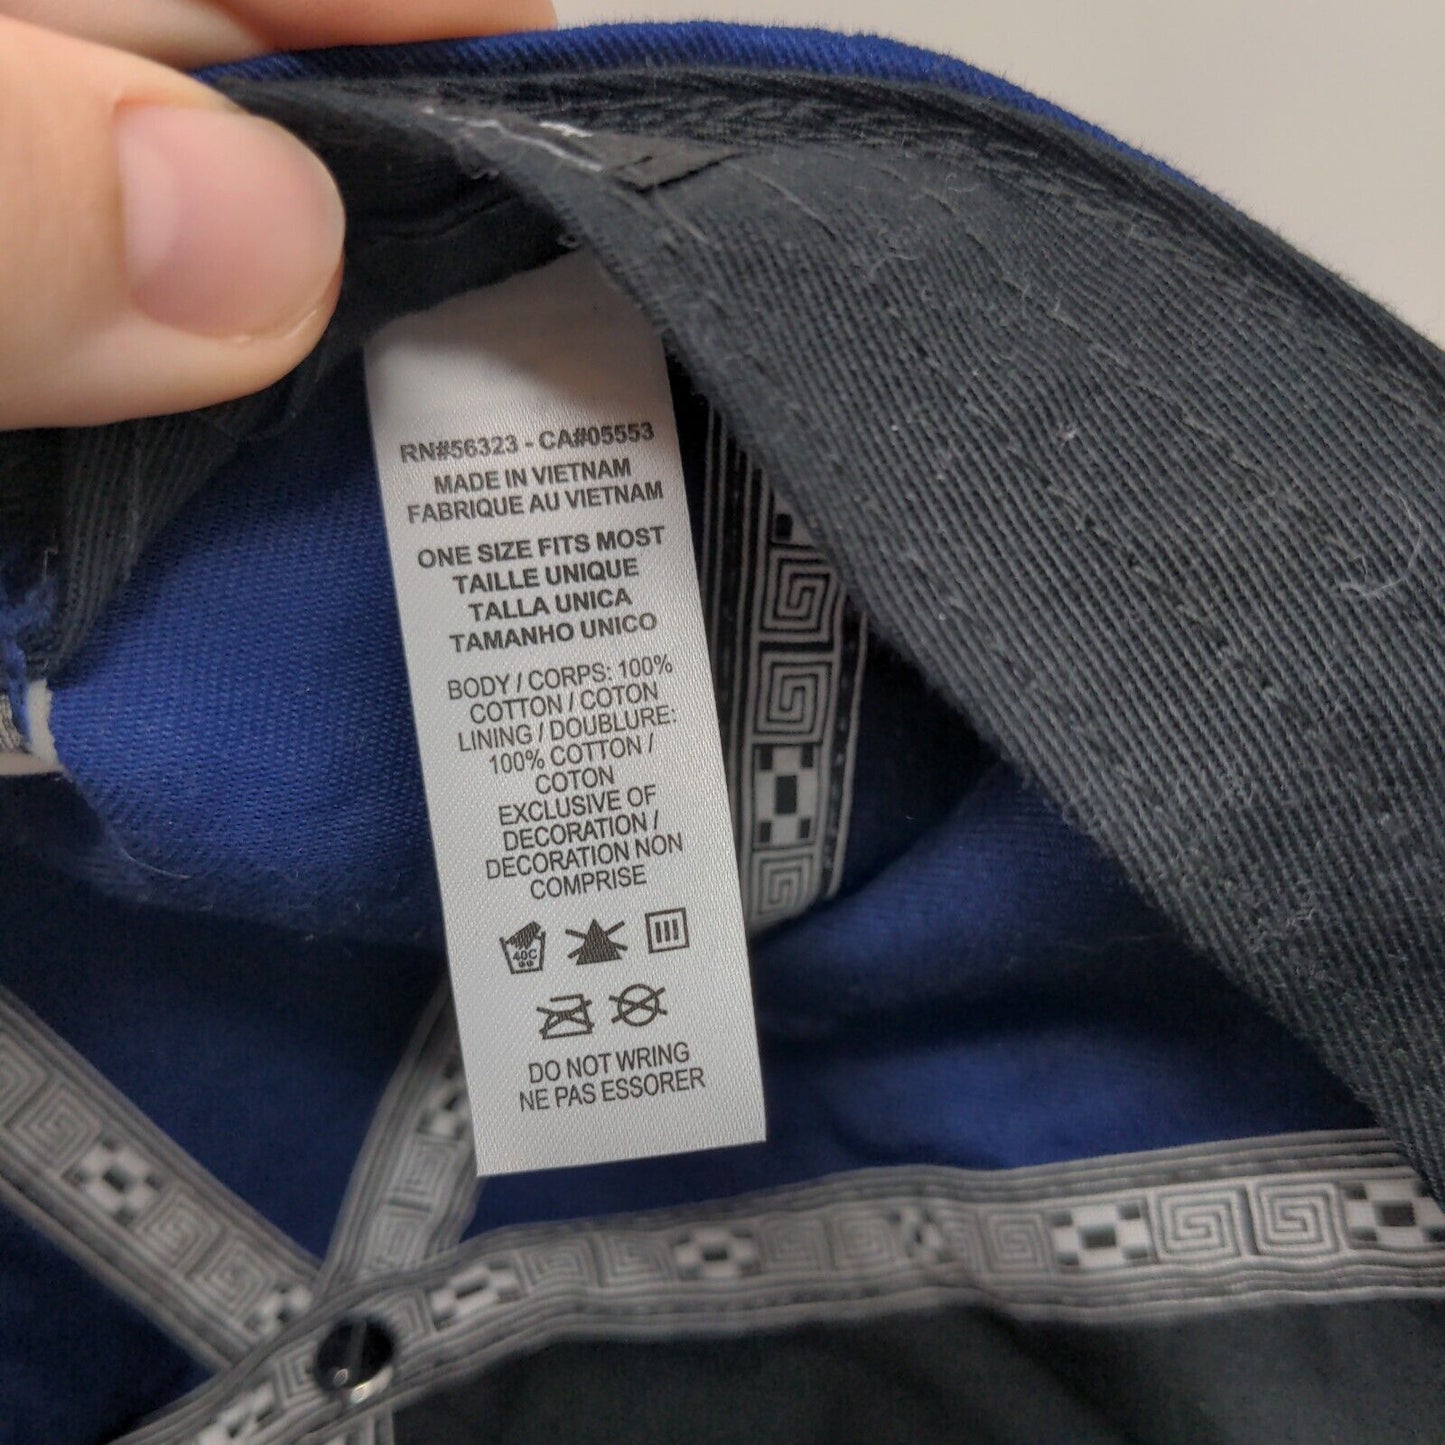 RN#56323 - CA#05553
MADE IN VIETNAM
FABRIQUE AU VIETNAM
ONE SIZE FITS MOST
TAILLE UNIQUE
TALLA UNICA
TAMANHO UNICO
BODY / CORPS: 100%
COTTON / COTON
LINING / DOUBLURE:
100% COTTON /
COTON
EXCLUSIVE OF
DECORATION /
DECORATION NON
COMPRISE
40C
DO NOT WRING
NE PAS ESSORER